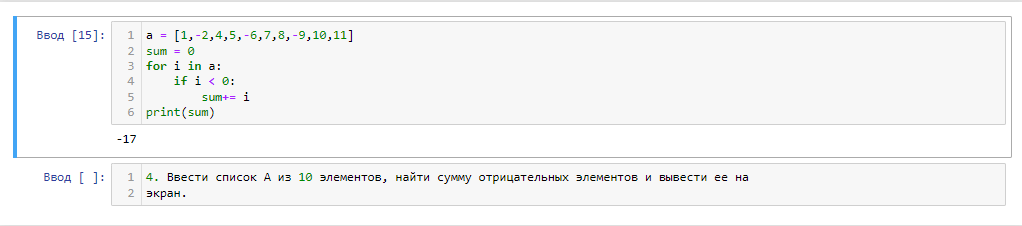 Ввод [15]:
1 a = [1,-2,4,5,-6,7,8,-9,10,11]
2 sum = 0
3 for i in a:
4     if i < 0:
5         sum+= i
6 print(sum)
-17
Ввод [ ]:
1 4. Ввести список А из 10 элементов, найти сумму отрицательных элементов и вывести ее на
2 экран.